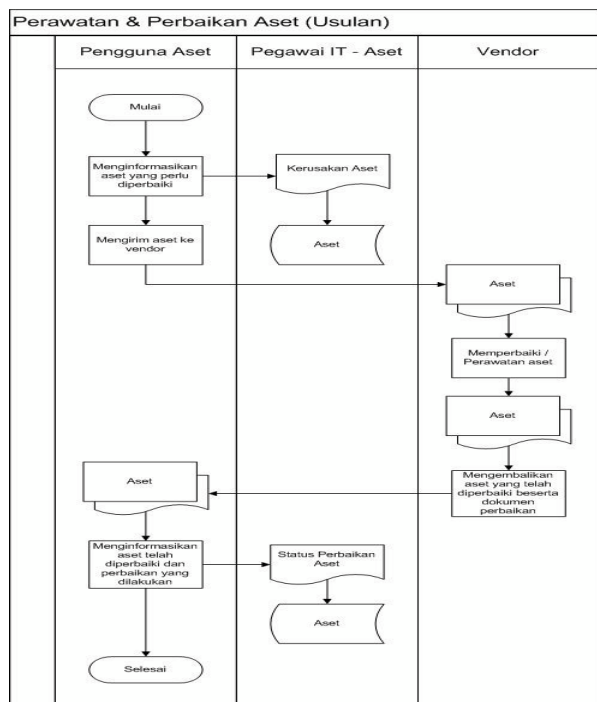 Perawatan & Perbaikan Aset (Usulan)
Pengguna Aset
Pegawai IT - Aset
Vendor
Mulai
Menginformasikan
aset yang perlu
diperbaiki
Kerusakan Aset
Mengirim aset ke
vendor
Aset
Aset
Memperbaiki /
Perawatan aset
Aset
Mengembalikan
aset yang telah
diperbaiki beserta
dokumen
perbaikan
Aset
Menginformasikan
aset telah
diperbaiki dan
perbaikan yang
dilakukan
Status Perbaikan
Aset
Aset
Selesai